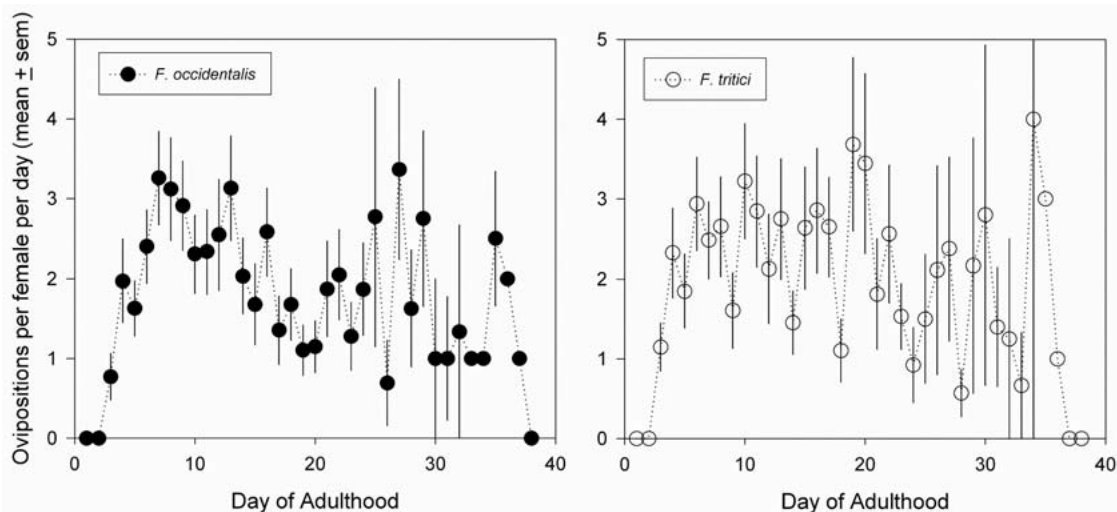 Ovipositions per female per day (mean ± sem)
5
4
3
2
1
0
F. occidentalis
0 10 20 30 40
Day of Adulthood
5
4
3
2
1
0
F. tritici
0 10 20 30 40
Day of Adulthood